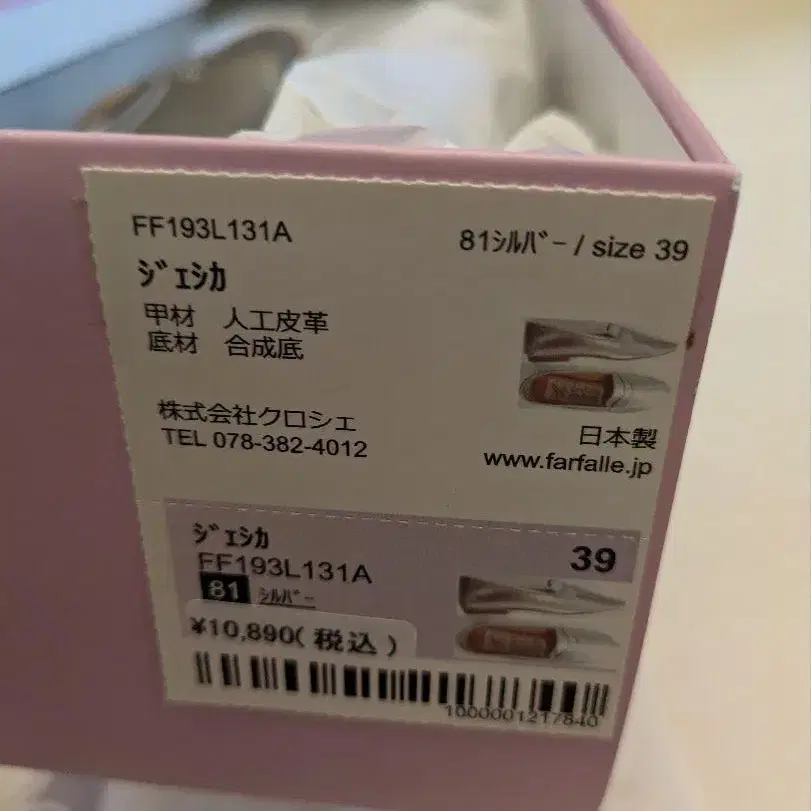 FF193L131A
81ｼﾙﾊﾞｰ / size 39
ｼﾞｪｼｶ
甲材 人工皮革
底材 合成底
株式会社クロシェ
TEL 078-382-4012
日本製
www.farfalle.jp
ｼﾞｪｼｶ
39
FF193L131A
81 ｼﾙﾊﾞｰ
¥10,890(税込)
1000001217840